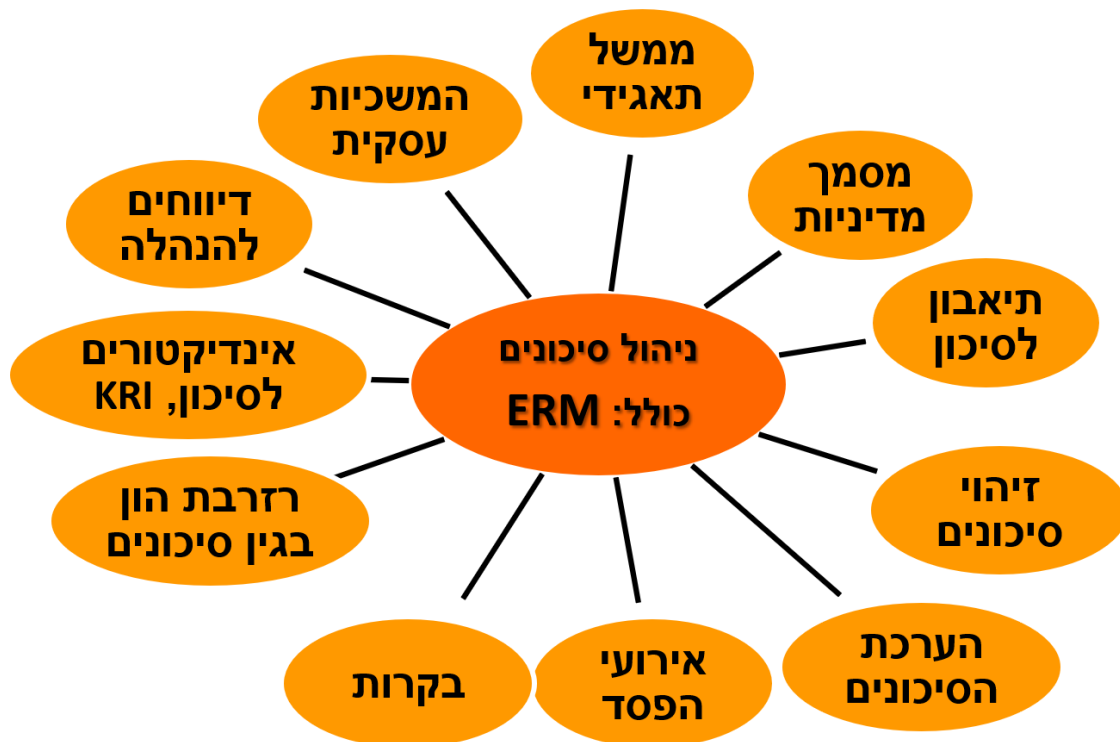 ממשל
תאגידי
מסמך
מדיניות
תיאבון
לסיכון
זיהוי
סיכונים
הערכת
הסיכונים
אירועי
הפסד
בקרות
רזרבת הון
בגין סיכונים
אינדיקטורים
לסיכון, KRI
דיווחים
להנהלה
המשכיות
עסקית
ניהול סיכונים
כולל: ERM